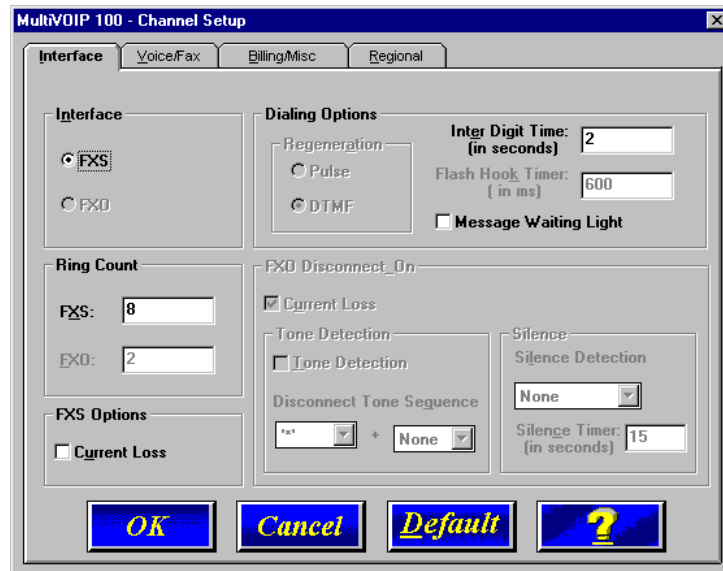 MultiVOIP 100 - Channel Setup
Interface
Voice/Fax
Billing/Misc
Regional
Interface
FXS
FXO
Dialing Options
Regeneration
Pulse
DTMF
Inter Digit Time:
(in seconds)
2
Flash Hook Timer:
( in ms)
600
Message Waiting Light
Ring Count
FXS:
8
FXO:
2
FXS Options
Current Loss
FXO Disconnect_On
Current Loss
Tone Detection
Tone Detection
Disconnect Tone Sequence
'*'
+
None
Silence
Silence Detection
None
Silence Timer:
(in seconds)
15
OK
Cancel
Default
?